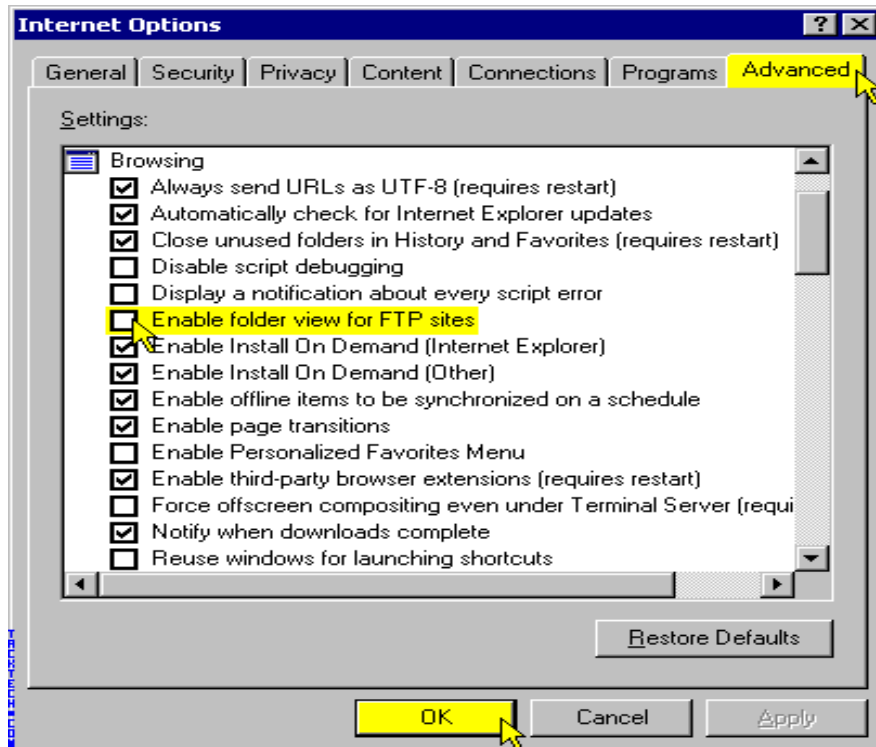 Internet Options
General Security Privacy Content Connections Programs Advanced
Settings:
Browsing
Always send URLs as UTF-8 (requires restart)
Automatically check for Internet Explorer updates
Close unused folders in History and Favorites (requires restart)
Disable script debugging
Display a notification about every script error
Enable folder view for FTP sites
Enable Install On Demand (Internet Explorer)
Enable Install On Demand (Other)
Enable offline items to be synchronized on a schedule
Enable page transitions
Enable Personalized Favorites Menu
Enable third-party browser extensions (requires restart)
Force offscreen compositing even under Terminal Server (requi
Notify when downloads complete
Reuse windows for launching shortcuts
Restore Defaults
OK Cancel Apply